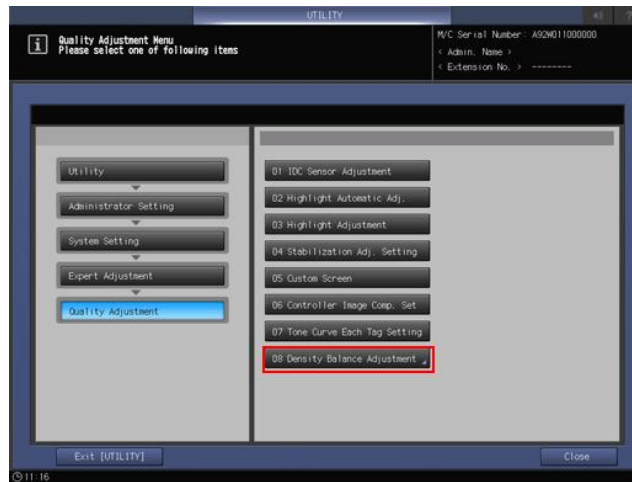 UTILITY
Quality Adjustment Menu
Please select one of following items
M/C Serial Number: A92W011000000
< Admin. Name >
< Extension No. > --------
Utility
Administrator Setting
System Setting
Expert Adjustment
Quality Adjustment
01 IDC Sensor Adjustment
02 Highlight Automatic Adj.
03 Highlight Adjustment
04 Stabilization Adj. Setting
05 Custom Screen
06 Controller Image Comp. Set
07 Tone Curve Each Tag Setting
08 Density Balance Adjustment
Exit [UTILITY]
Close
11:16